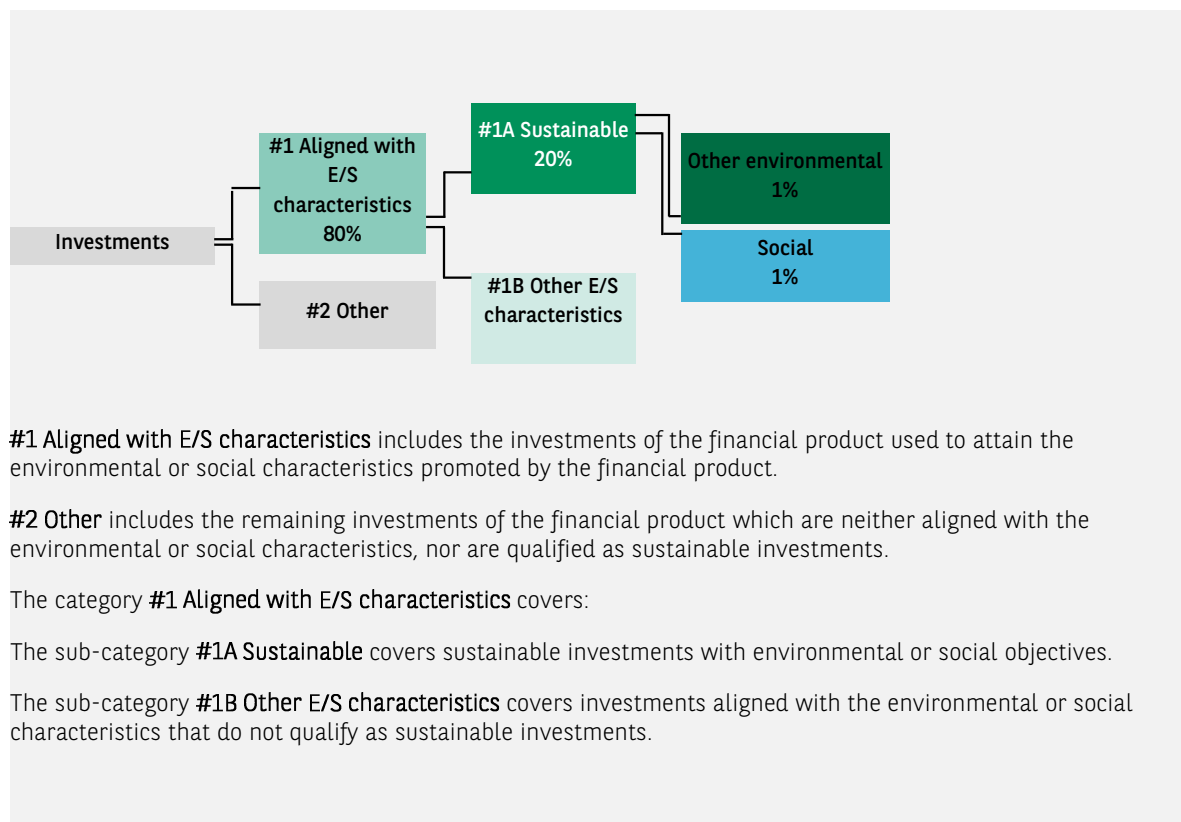 #1A Sustainable
20%
#1 Aligned with
E/S
characteristics
80%
Other environmental
1%
Investments
Social
1%
#2 Other
#1B Other E/S
characteristics
#1 Aligned with E/S characteristics includes the investments of the financial product used to attain the
environmental or social characteristics promoted by the financial product.
#2 Other includes the remaining investments of the financial product which are neither aligned with the
environmental or social characteristics, nor are qualified as sustainable investments.
The category #1 Aligned with E/S characteristics covers:
The sub-category #1A Sustainable covers sustainable investments with environmental or social objectives.
The sub-category #1B Other E/S characteristics covers investments aligned with the environmental or social
characteristics that do not qualify as sustainable investments.